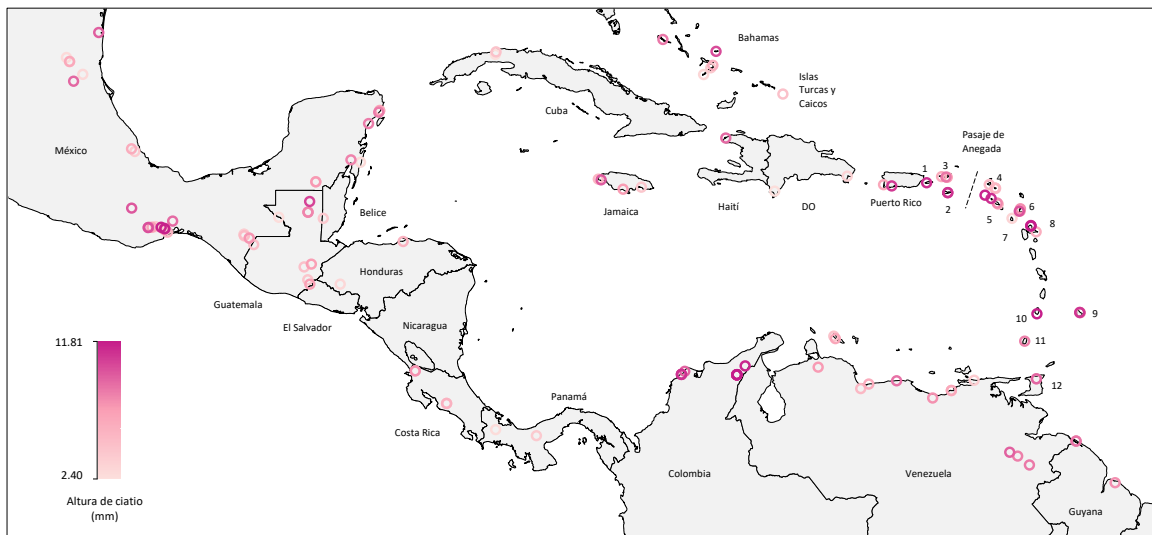 Bahamas
Islas
Turcas y
Caicos
Cuba
México
Pasaje de
Anegada
1
3
4
Belice
Jamaica
Haití
DO
Puerto Rico
2
5
6
7
8
Honduras
Guatemala
El Salvador
Nicaragua
10
9
11
12
11.81
2.40
Altura de ciatio
(mm)
Costa Rica
Panamá
Colombia
Venezuela
Guyana